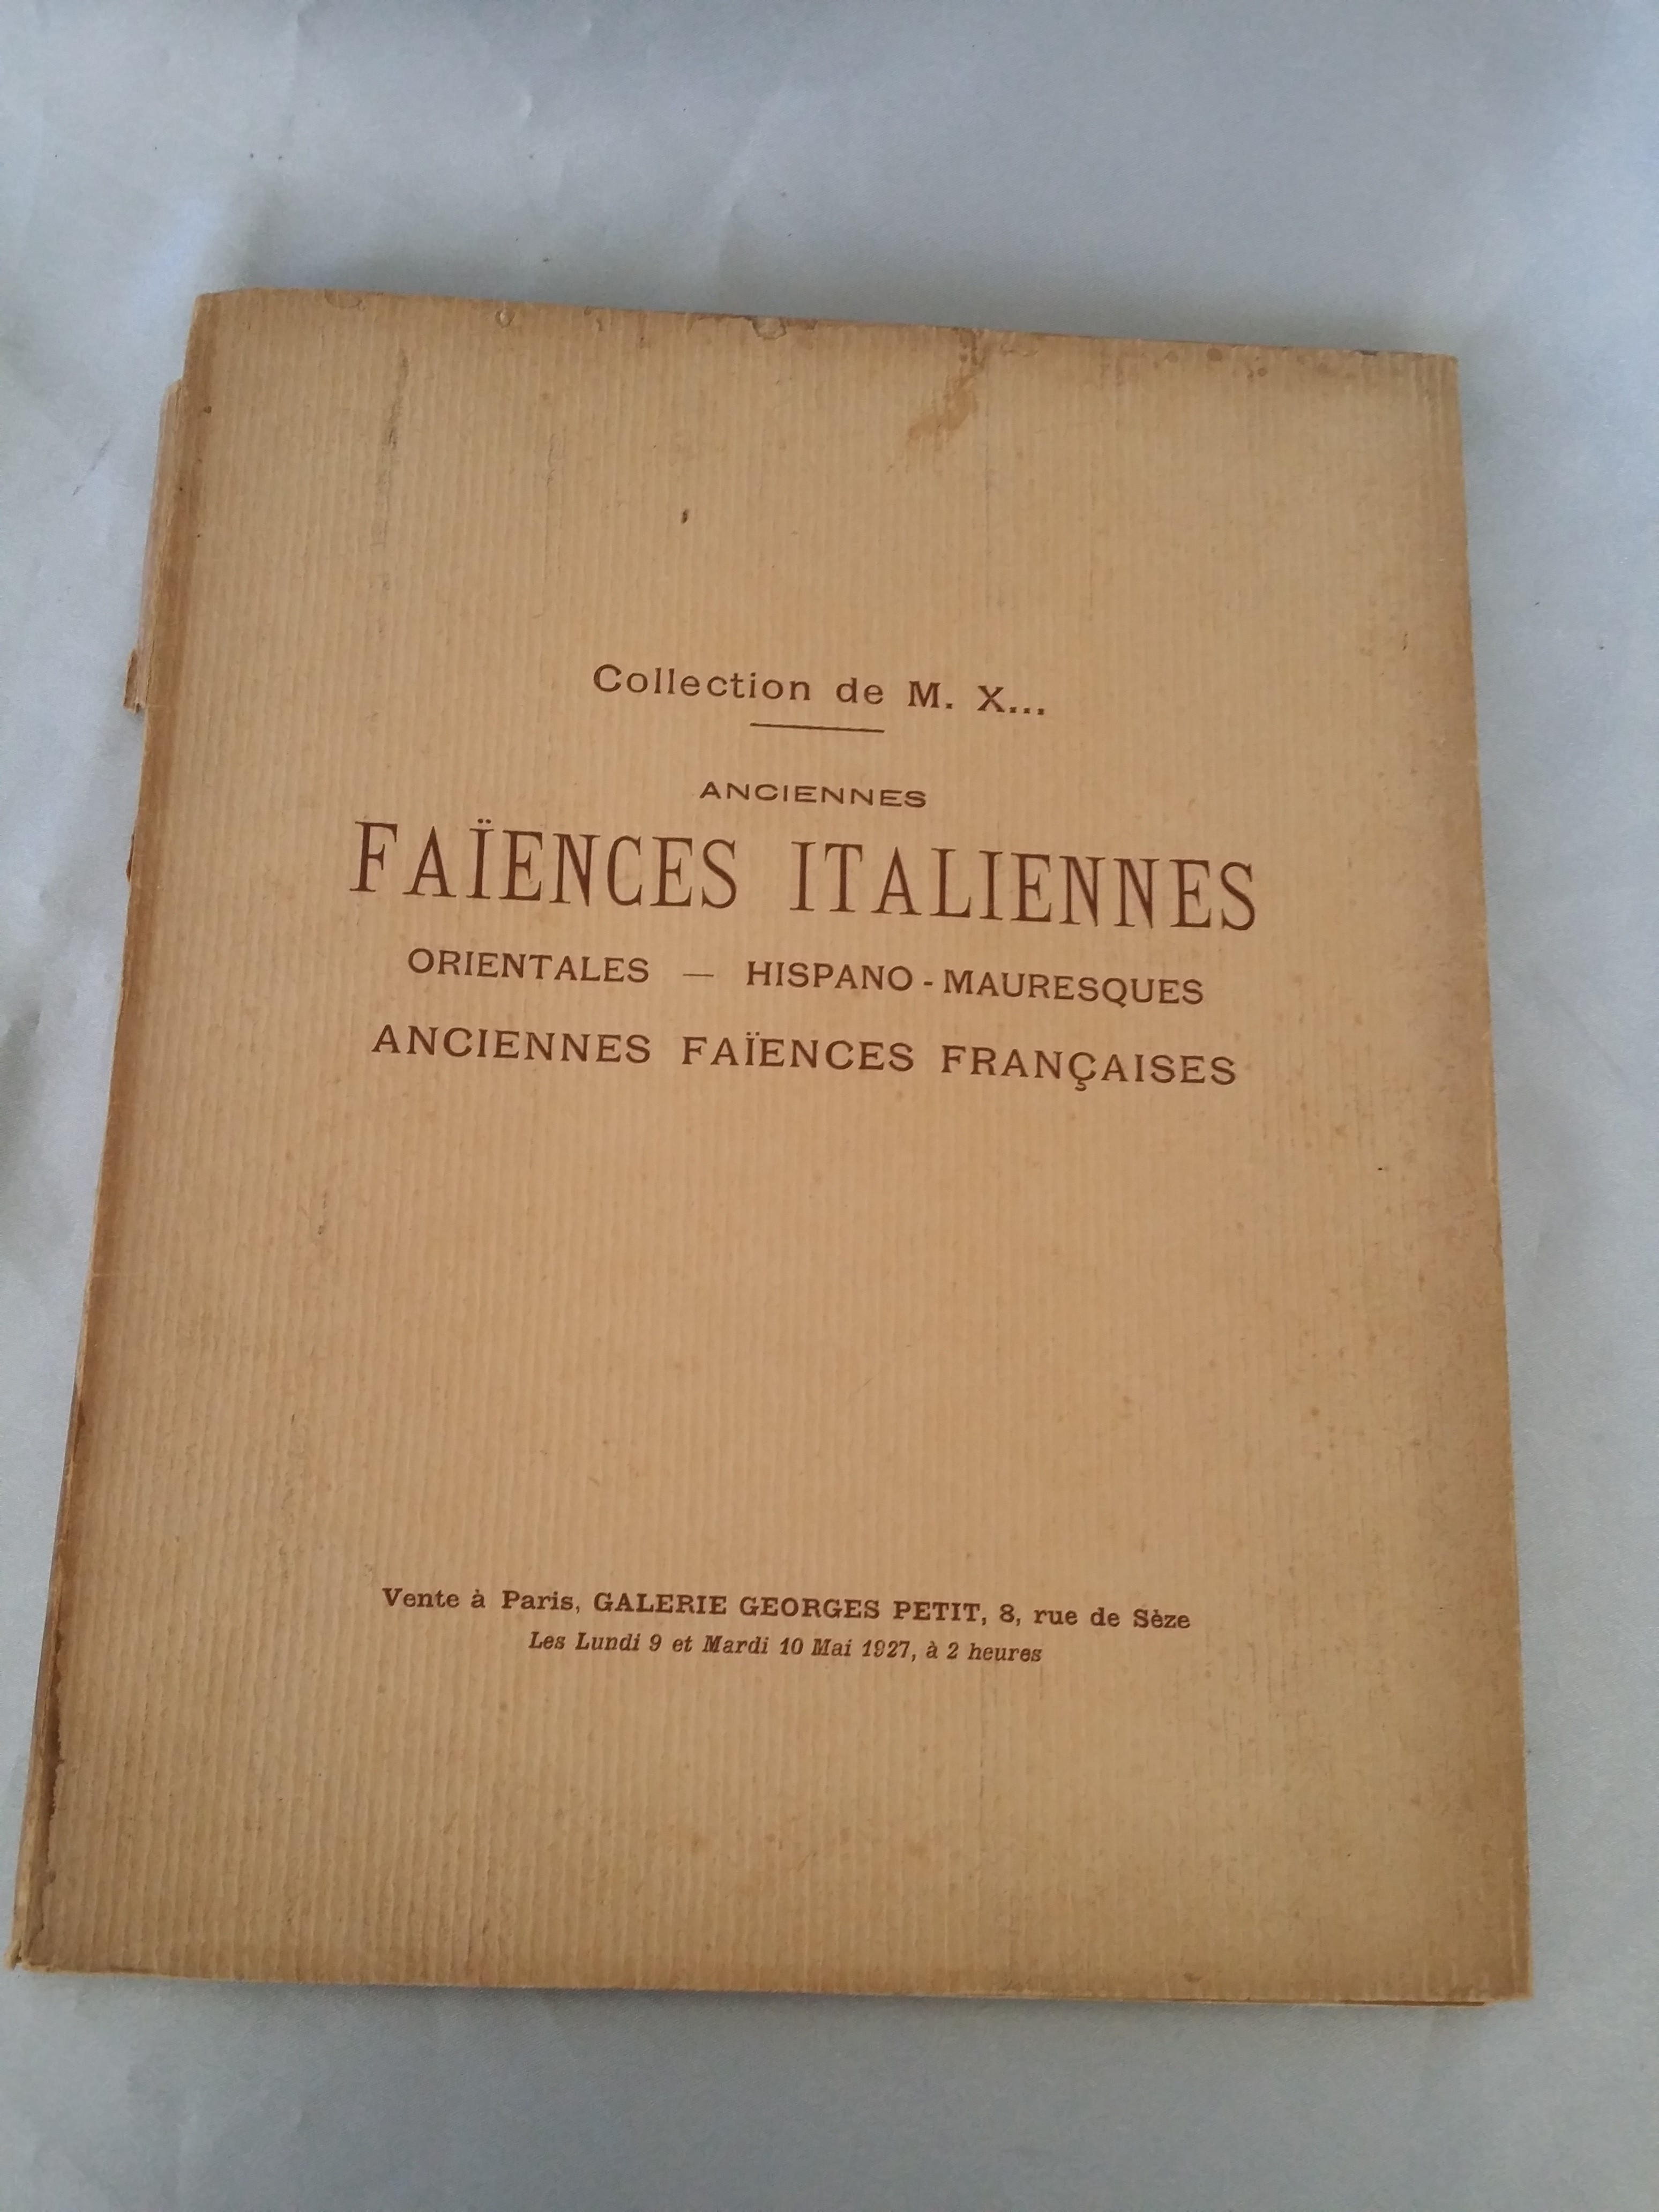 Collection de M. X...
ANCIENNES
FAÏENCES ITALIENNES
ORIENTALES — HISPANO-MAURESQUES
ANCIENNES FAÏENCES FRANÇAISES
Vente à Paris, GALERIE GEORGES PETIT, 8, rue de Sèze
Les Lundi 9 et Mardi 10 Mai 1927, à 2 heures